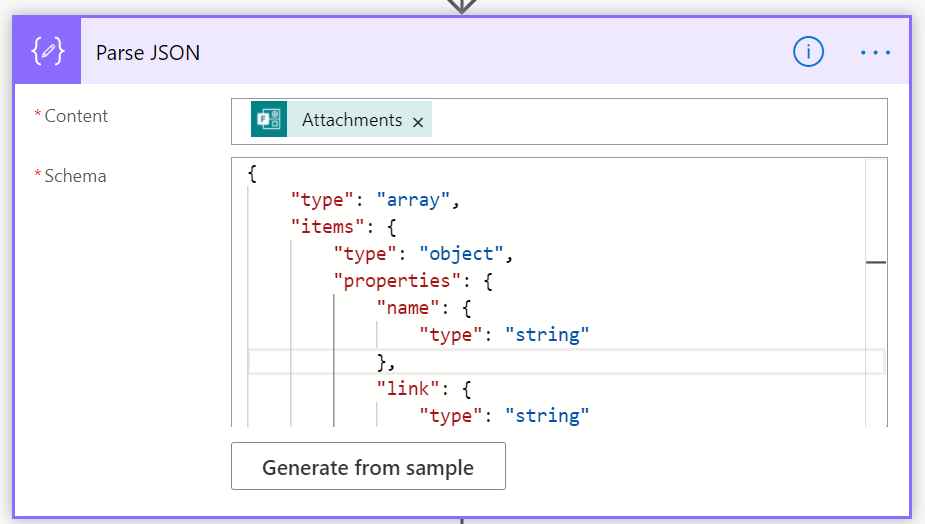 Parse JSON
* Content
Attachments ×
* Schema
{
    "type": "array",
    "items": {
        "type": "object",
        "properties": {
            "name": {
                "type": "string"
            },
            "link": {
                "type": "string"
Generate from sample